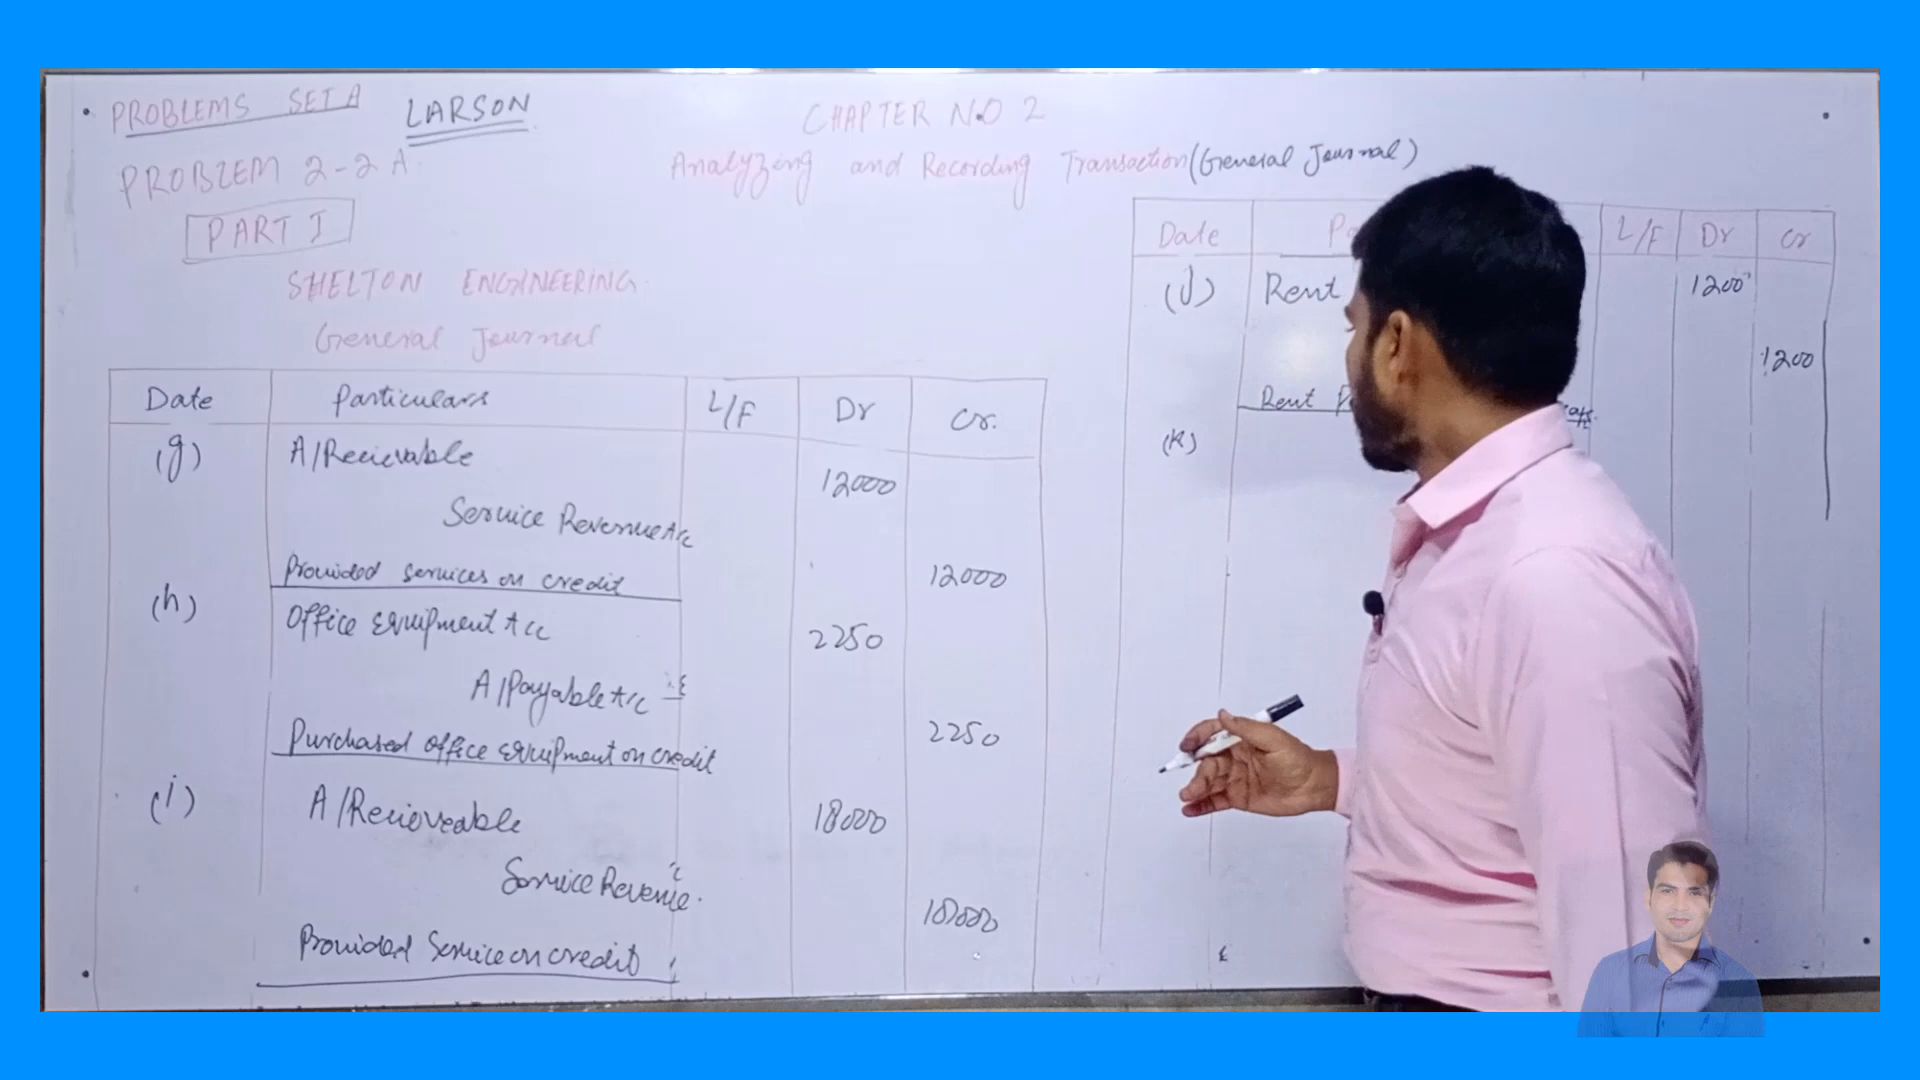 PROBLEMS SET A
LARSON
CHAPTER N.O 2
PROBLEM 2-2 A
Analyzing and Recording Transaction (General Journal)
PART I
SHELTON ENGINEERING
General Journal
Date Particulars L/F Dr Cr.
(g) A/Recievable 12000
Service Revenue A/c
Provided services on credit 12000
(h) Office Equipment Acc 2250
A/Payable A/c
Purchased office equipment on credit 2250
(i) A/Recieveable 18000
Service Revenue
Provided Service on credit 18000
Date L/F Dr Cr
(J) Rent 1200
1200
Rent
(K)